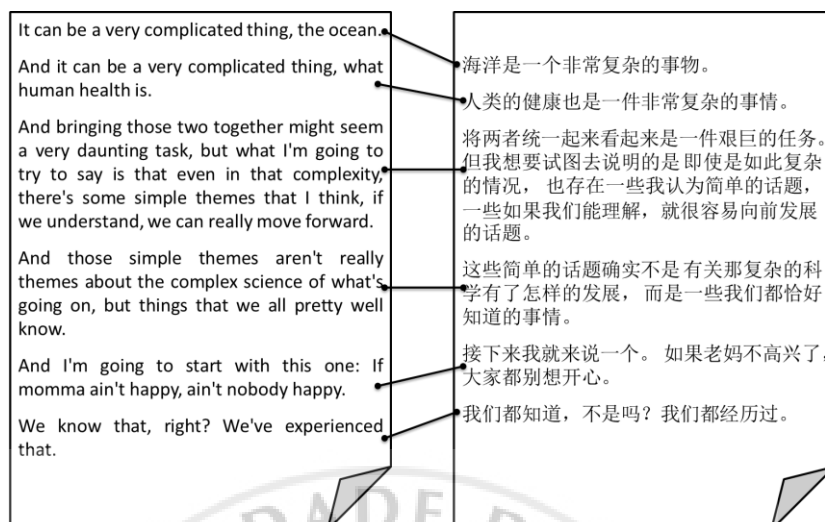 It can be a very complicated thing, the ocean.
And it can be a very complicated thing, what
human health is.
And bringing those two together might seem
a very daunting task, but what I'm going to
try to say is that even in that complexity,
there's some simple themes that I think, if
we understand, we can really move forward.
And those simple themes aren't really
themes about the complex science of what's
going on, but things that we all pretty well
know.
And I'm going to start with this one: If
momma ain't happy, ain't nobody happy.
We know that, right? We've experienced
that.
海洋是一个非常复杂的事物。
人类的健康也是一件非常复杂的事情。
将两者统一起来看起来是一件艰巨的任务。
但我想要试图去说明的是即使是如此复杂
的情况， 也存在一些我认为简单的话题，
一些如果我们能理解，就很容易向前发展
的话题。
这些简单的话题确实不是有关那复杂的科
学有了怎样的发展， 而是一些我们都恰好
知道的事情。
接下来我就来说一个。 如果老妈不高兴了，
大家都别想开心。
我们都知道，不是吗？我们都经历过。
DADE